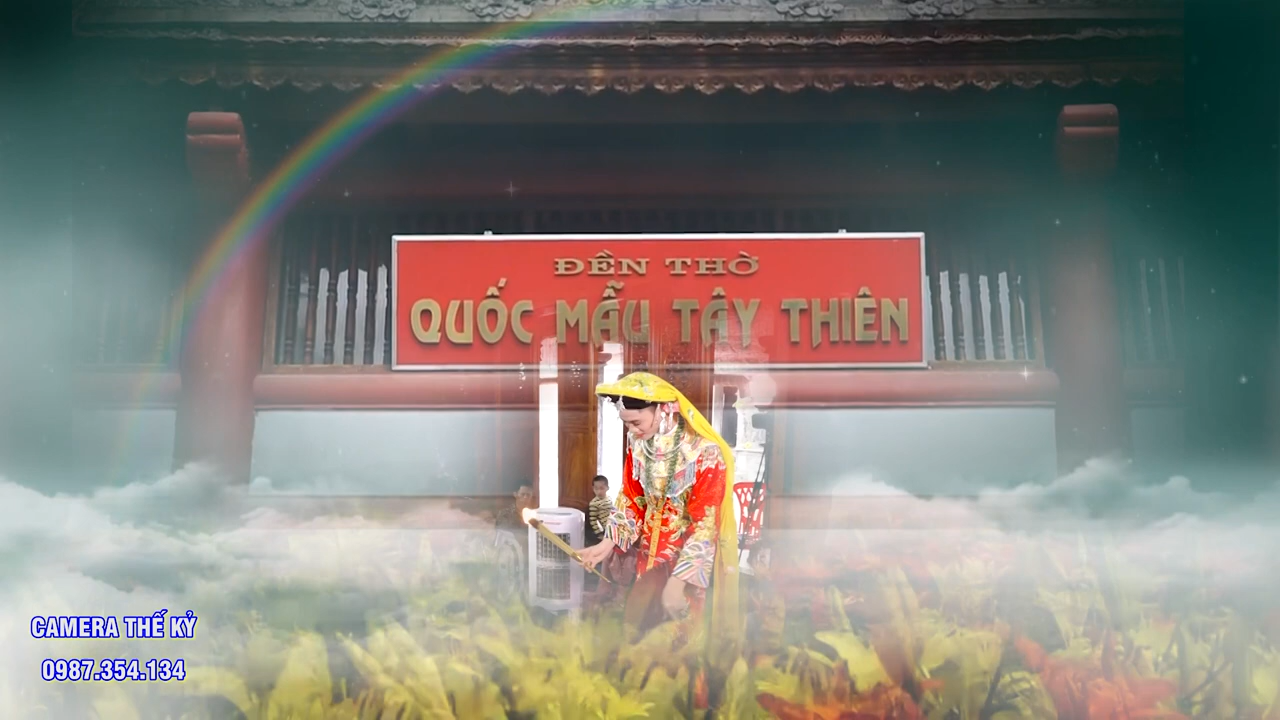 ĐỀN THỜ
QUỐC MẪU TÂY THIÊN
CAMERA THẾ KỶ
0987.354.134